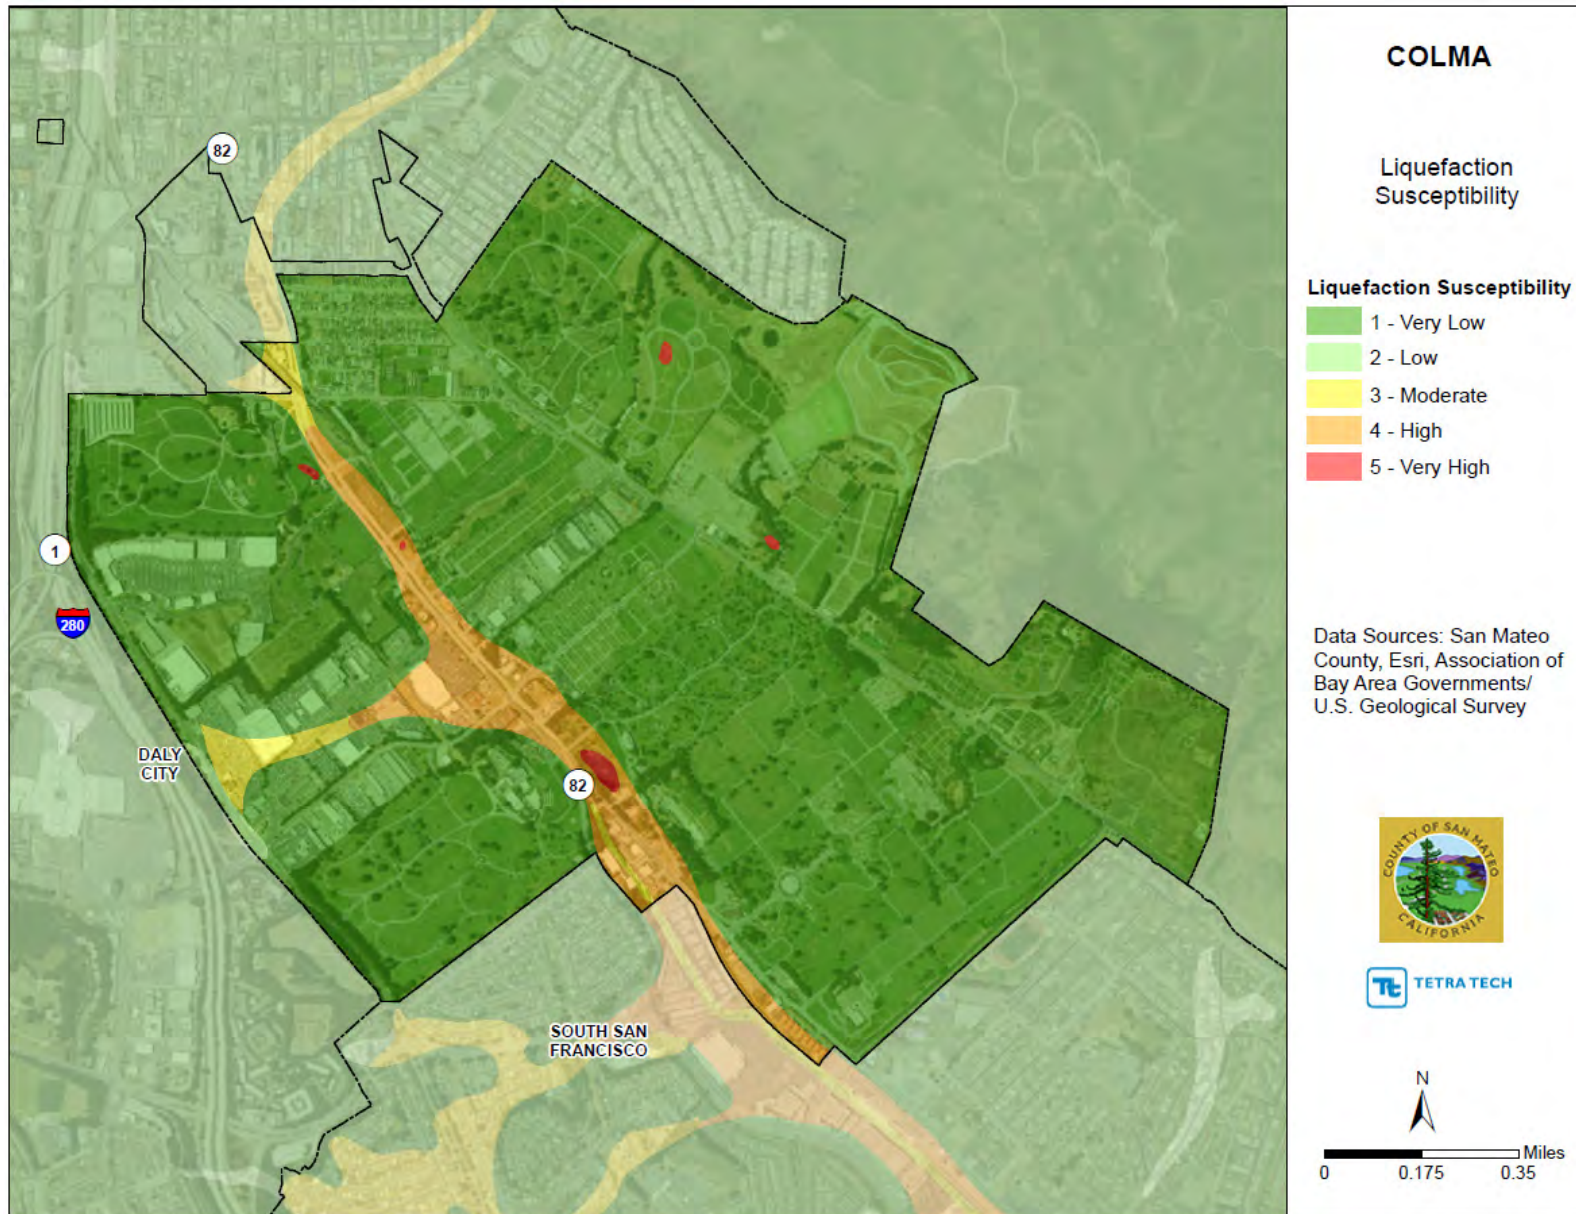 COLMA
Liquefaction
Susceptibility
Liquefaction Susceptibility
1 - Very Low
2 - Low
3 - Moderate
4 - High
5 - Very High
Data Sources: San Mateo
County, Esri, Association of
Bay Area Governments/
U.S. Geological Survey
COUNTY OF SAN MATEO
CALIFORNIA
Tt TETRA TECH
N
Miles
0 0.175 0.35
82
1
280
DALY
CITY
82
SOUTH SAN
FRANCISCO